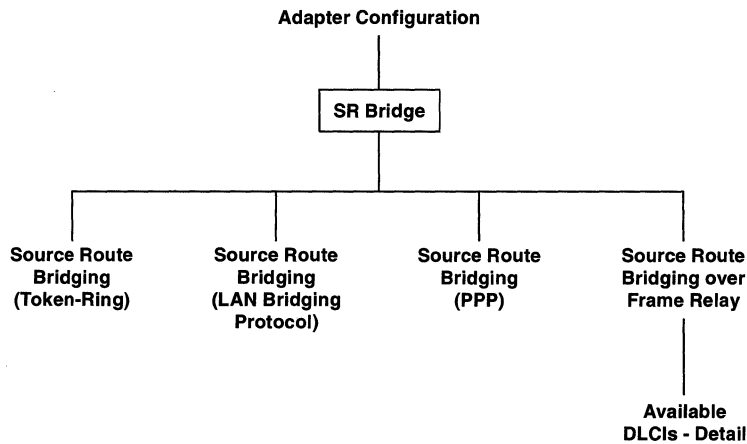 Adapter Configuration
SR Bridge
Source Route
Bridging
(Token-Ring)
Source Route
Bridging
(LAN Bridging
Protocol)
Source Route
Bridging
(PPP)
Source Route
Bridging over
Frame Relay
Available
DLCIs - Detail